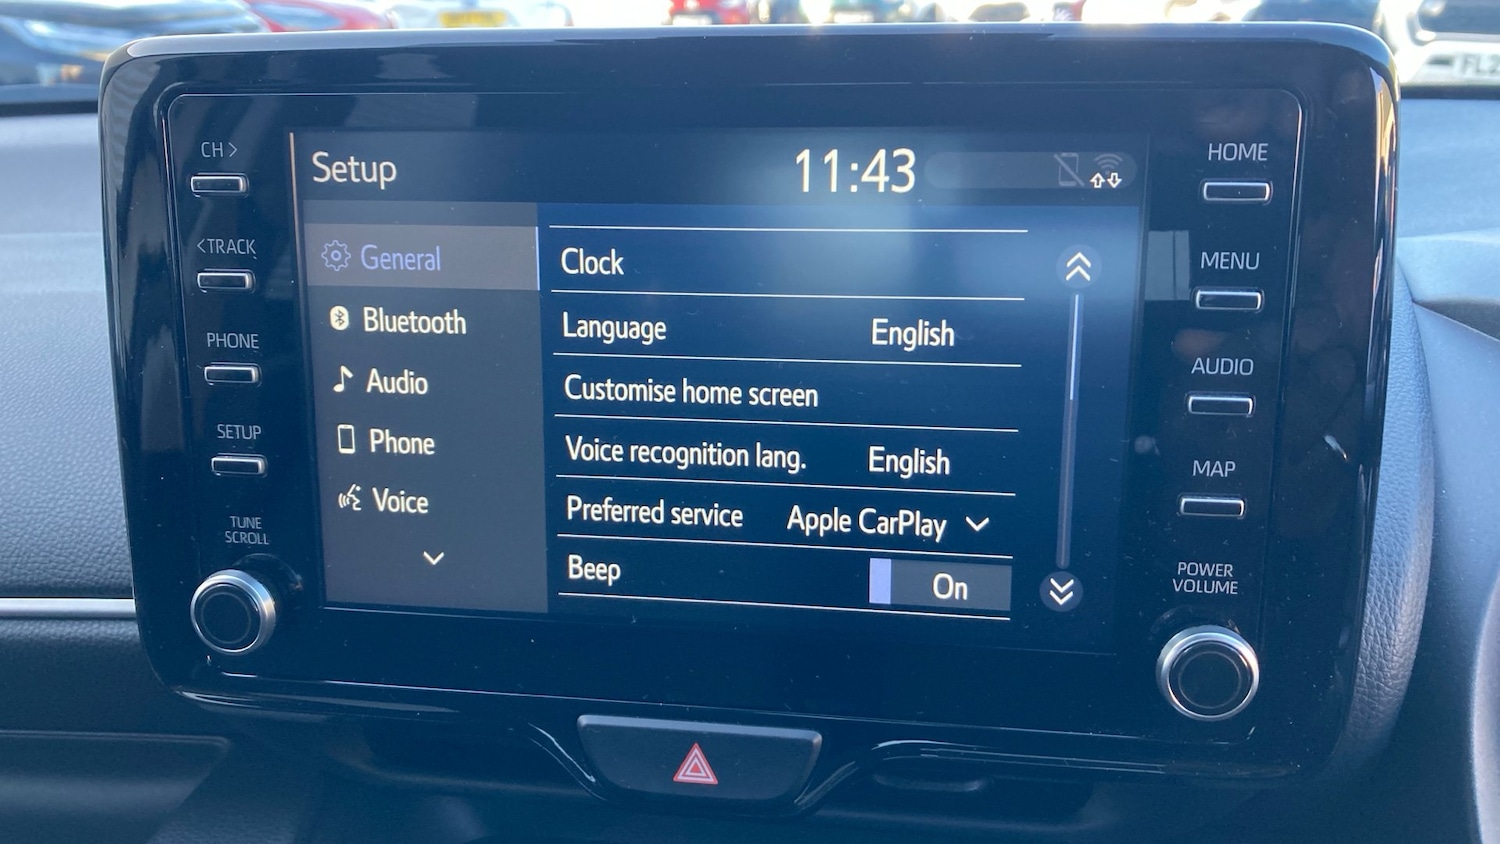 CH >
< TRACK
PHONE
SETUP
TUNE
SCROLL
Setup
11:43
General
Bluetooth
Audio
Phone
Voice
Clock
Language English
Customise home screen
Voice recognition lang. English
Preferred service Apple CarPlay
Beep On
HOME
MENU
AUDIO
MAP
POWER
VOLUME